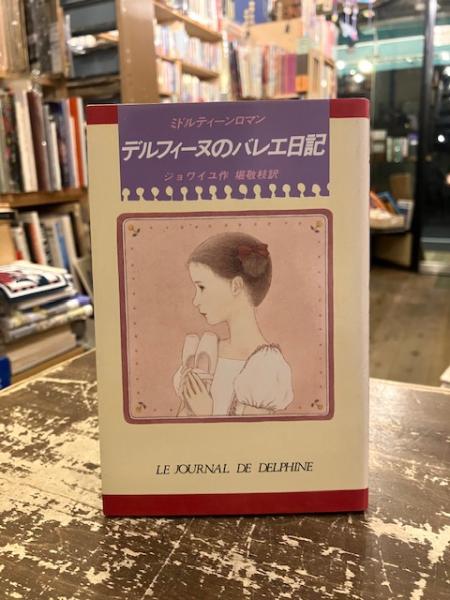 ミドルティーンロマン
デルフィーヌのバレエ日記
ジョワイユ作 堀敬枝訳
LE JOURNAL DE DELPHINE